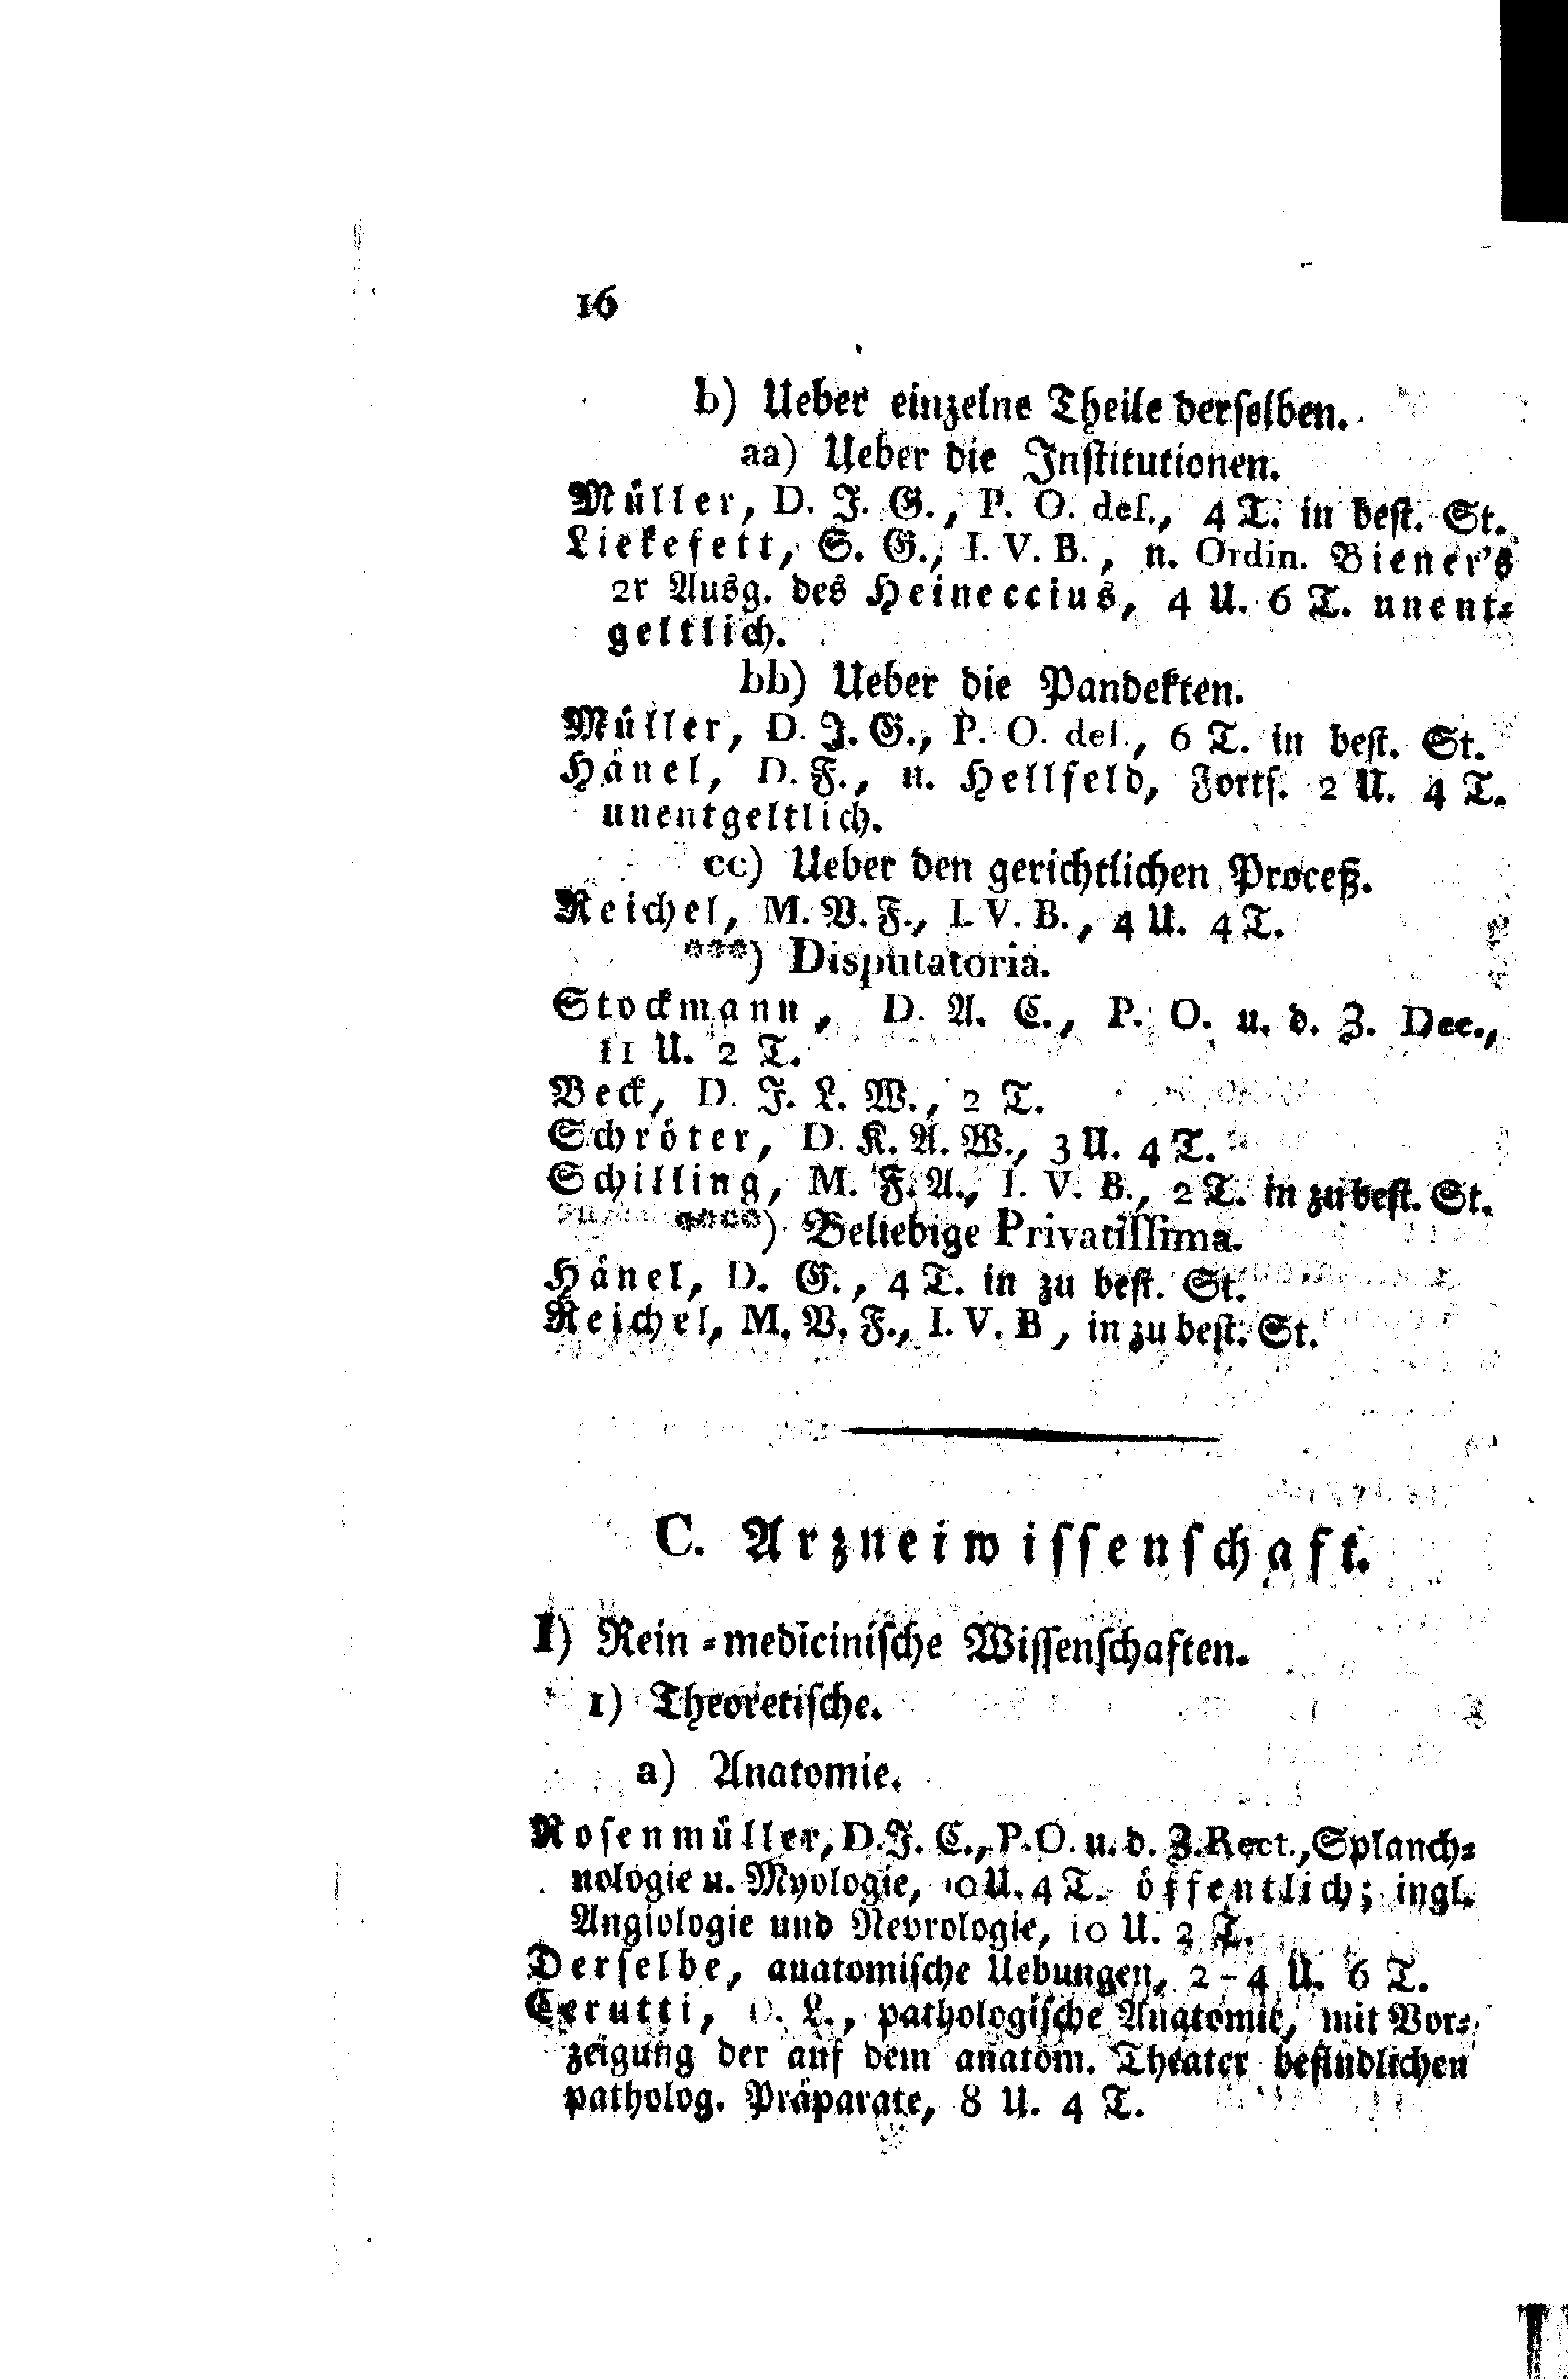 16
b) Ueber einzelne Theile derselben.
aa) Ueber die Institutionen.
Müller, D. J. G., P. O. des., 4 T. in best. St.
Liekefett, S. G., I. V. B., n. Ordin. Biener's
2r Ausg. des Heineccius, 4 U. 6 T. unent-
geltlich.
bb) Ueber die Pandekten.
Müller, D. J. G., P. O. des., 6 T. in best. St.
Hänel, D. F., n. Hellfeld, Forts. 2 U. 4 T.
unentgeltlich.
cc) Ueber den gerichtlichen Proceß.
Reichel, M. V. F., I. V. B., 4 U. 4 T.
***) Disputatoria.
Stockmann, D. A. C., P. O. u. d. Z. Dec.,
11 U. 2 T.
Beck, D. J. L. W., 2 T.
Schröter, D. K. A. W., 3 U. 4 T.
Schilling, M. F. A., I. V. B., 2 T. in zu best. St.
****) Beliebige Privatissima.
Hänel, D. G., 4 T. in zu best. St.
Reichel, M. V. F., I. V. B, in zu best. St.
C. Arzneiwissenschaft.
I) Rein-medicinische Wissenschaften.
1) Theoretische.
a) Anatomie.
Rosenmüller, D. J. C., P. O. u. d. Z. Rect., Splanch-
nologie u. Myologie, 10 U. 4 T. öffentlich; ingl.
Angiologie und Nevrologie, 10 U. 2 T.
Derselbe, anatomische Uebungen, 2-4 U. 6 T.
Cerutti, D. L., pathologische Anatomie, mit Vor-
zeigung der auf dem anatom. Theater befindlichen
patholog. Präparate, 8 U. 4 T.